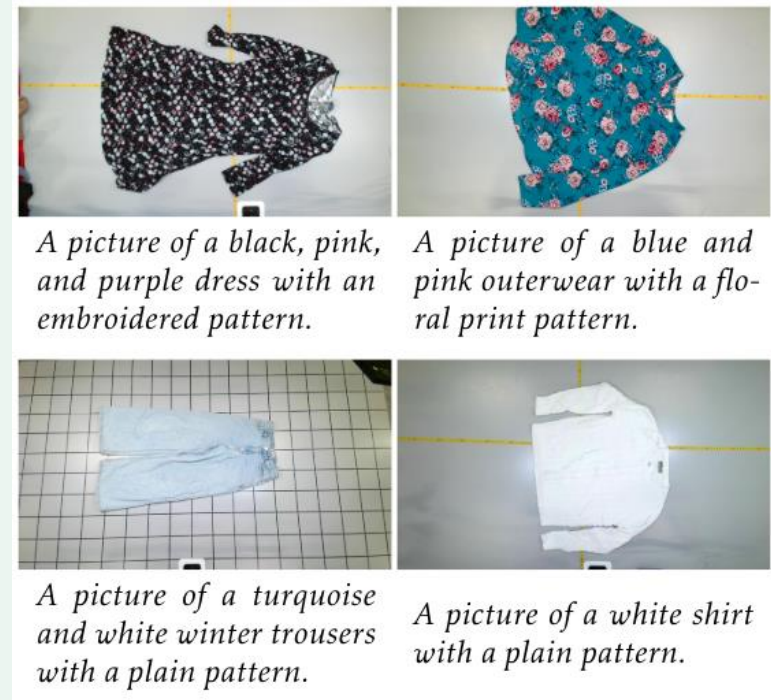 A picture of a black, pink,
and purple dress with an
embroidered pattern.
A picture of a blue and
pink outerwear with a flo-
ral print pattern.
A picture of a turquoise
and white winter trousers
with a plain pattern.
A picture of a white shirt
with a plain pattern.